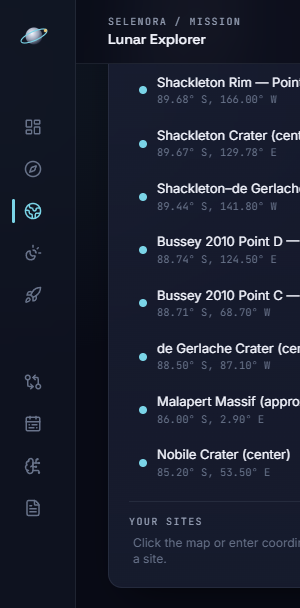 SELENORA / MISSION
Lunar Explorer
Shackleton Rim — Point
89.68° S, 166.00° W
Shackleton Crater (cent
89.67° S, 129.78° E
Shackleton–de Gerlache
89.44° S, 141.80° W
Bussey 2010 Point D —
88.74° S, 124.50° E
Bussey 2010 Point C —
88.71° S, 68.70° W
de Gerlache Crater (cen
88.50° S, 87.10° W
Malapert Massif (appro
86.00° S, 2.90° E
Nobile Crater (center)
85.20° S, 53.50° E
YOUR SITES
Click the map or enter coordin
a site.